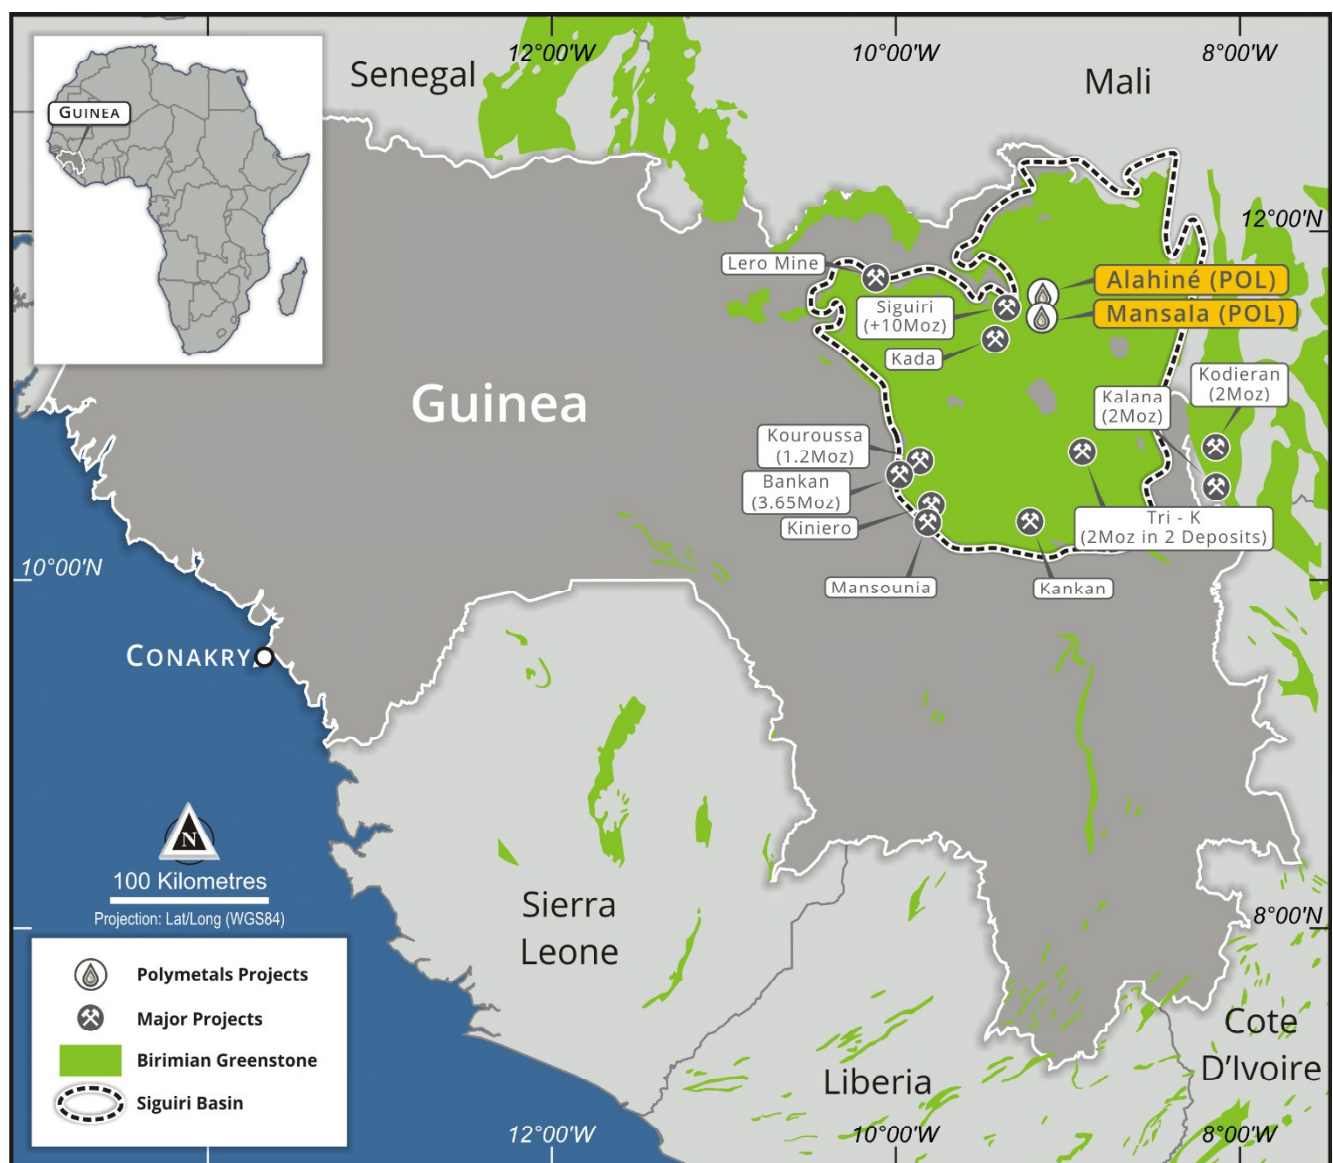 12°00'W
10°00'W
8°00'W
Senegal
Mali
GUINEA
12°00'N
Lero Mine
Alahiné (POL)
Siguiri
(+10Moz)
Mansala (POL)
Kada
Guinea
Kodieran
(2Moz)
Kalana
(2Moz)
Kouroussa
(1.2Moz)
Bankan
(3.65Moz)
Kiniero
Tri - K
(2Moz in 2 Deposits)
Mansounia
Kankan
10°00'N
CONAKRY
N
100 Kilometres
Projection: Lat/Long (WGS84)
Sierra
Leone
8°00'N
Polymetals Projects
Major Projects
Birimian Greenstone
Siguiri Basin
Cote
D'Ivoire
Liberia
12°00'W
10°00'W
8°00'W